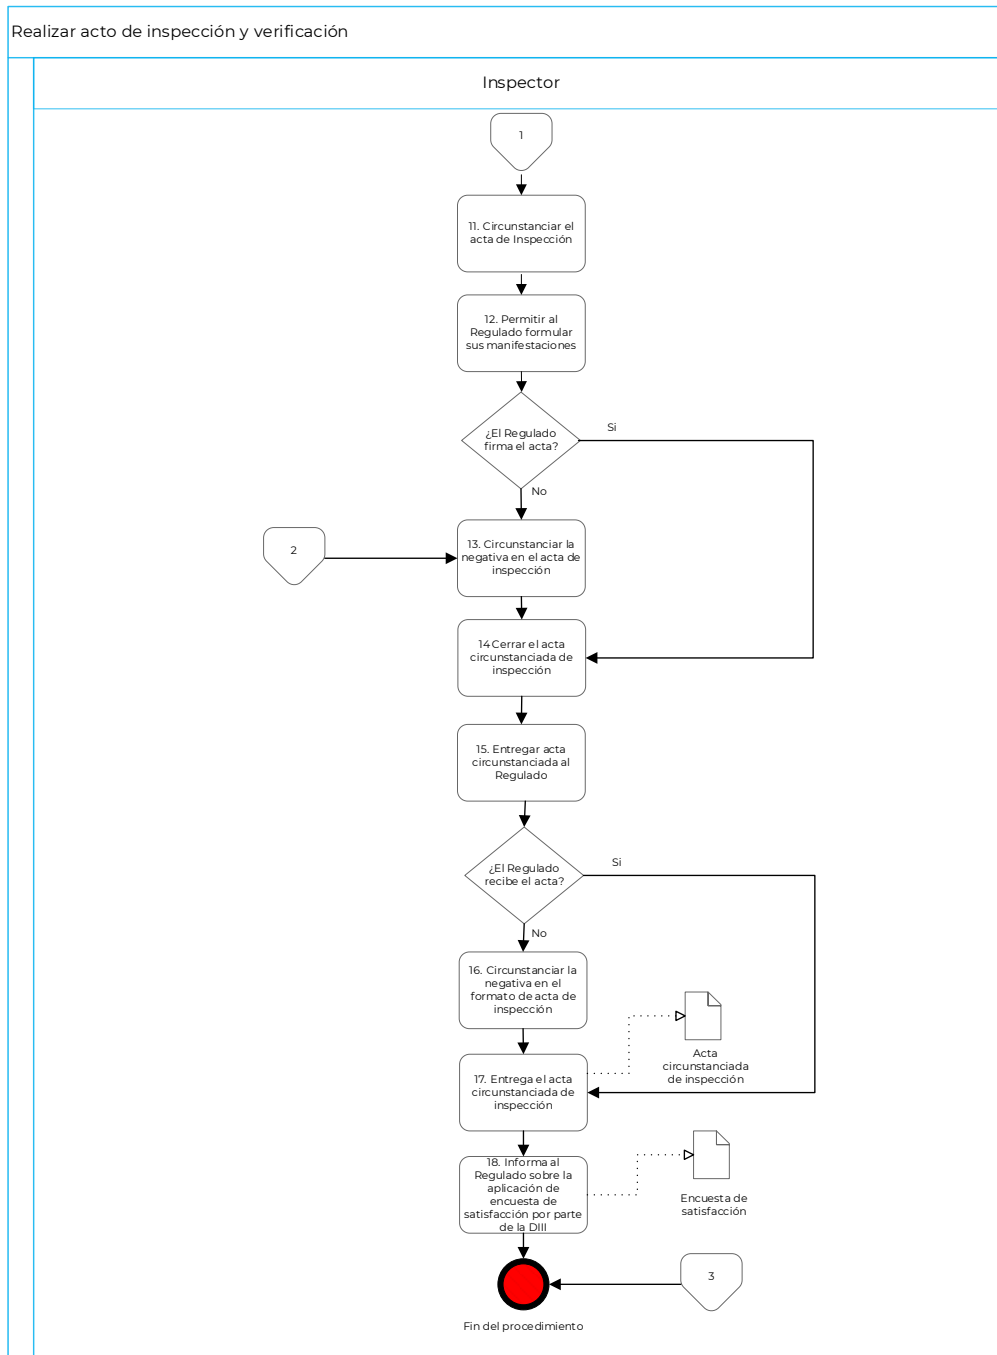 Realizar acto de inspección y verificación
Inspector
1
11. Circunstanciar el
acta de Inspección
12. Permitir al
Regulado formular
sus manifestaciones
¿El Regulado
firma el acta?
Si
No
2
13. Circunstanciar la
negativa en el acta de
inspección
14 Cerrar el acta
circunstanciada de
inspección
15. Entregar acta
circunstanciada al
Regulado
¿El Regulado
recibe el acta?
Si
No
16. Circunstanciar la
negativa en el
formato de acta de
inspección
Acta
circunstanciada
de inspección
17. Entrega el acta
circunstanciada de
inspección
18. Informa al
Regulado sobre la
aplicación de
encuesta de
satisfacción por parte
de la DIII
Encuesta de
satisfacción
3
Fin del procedimiento